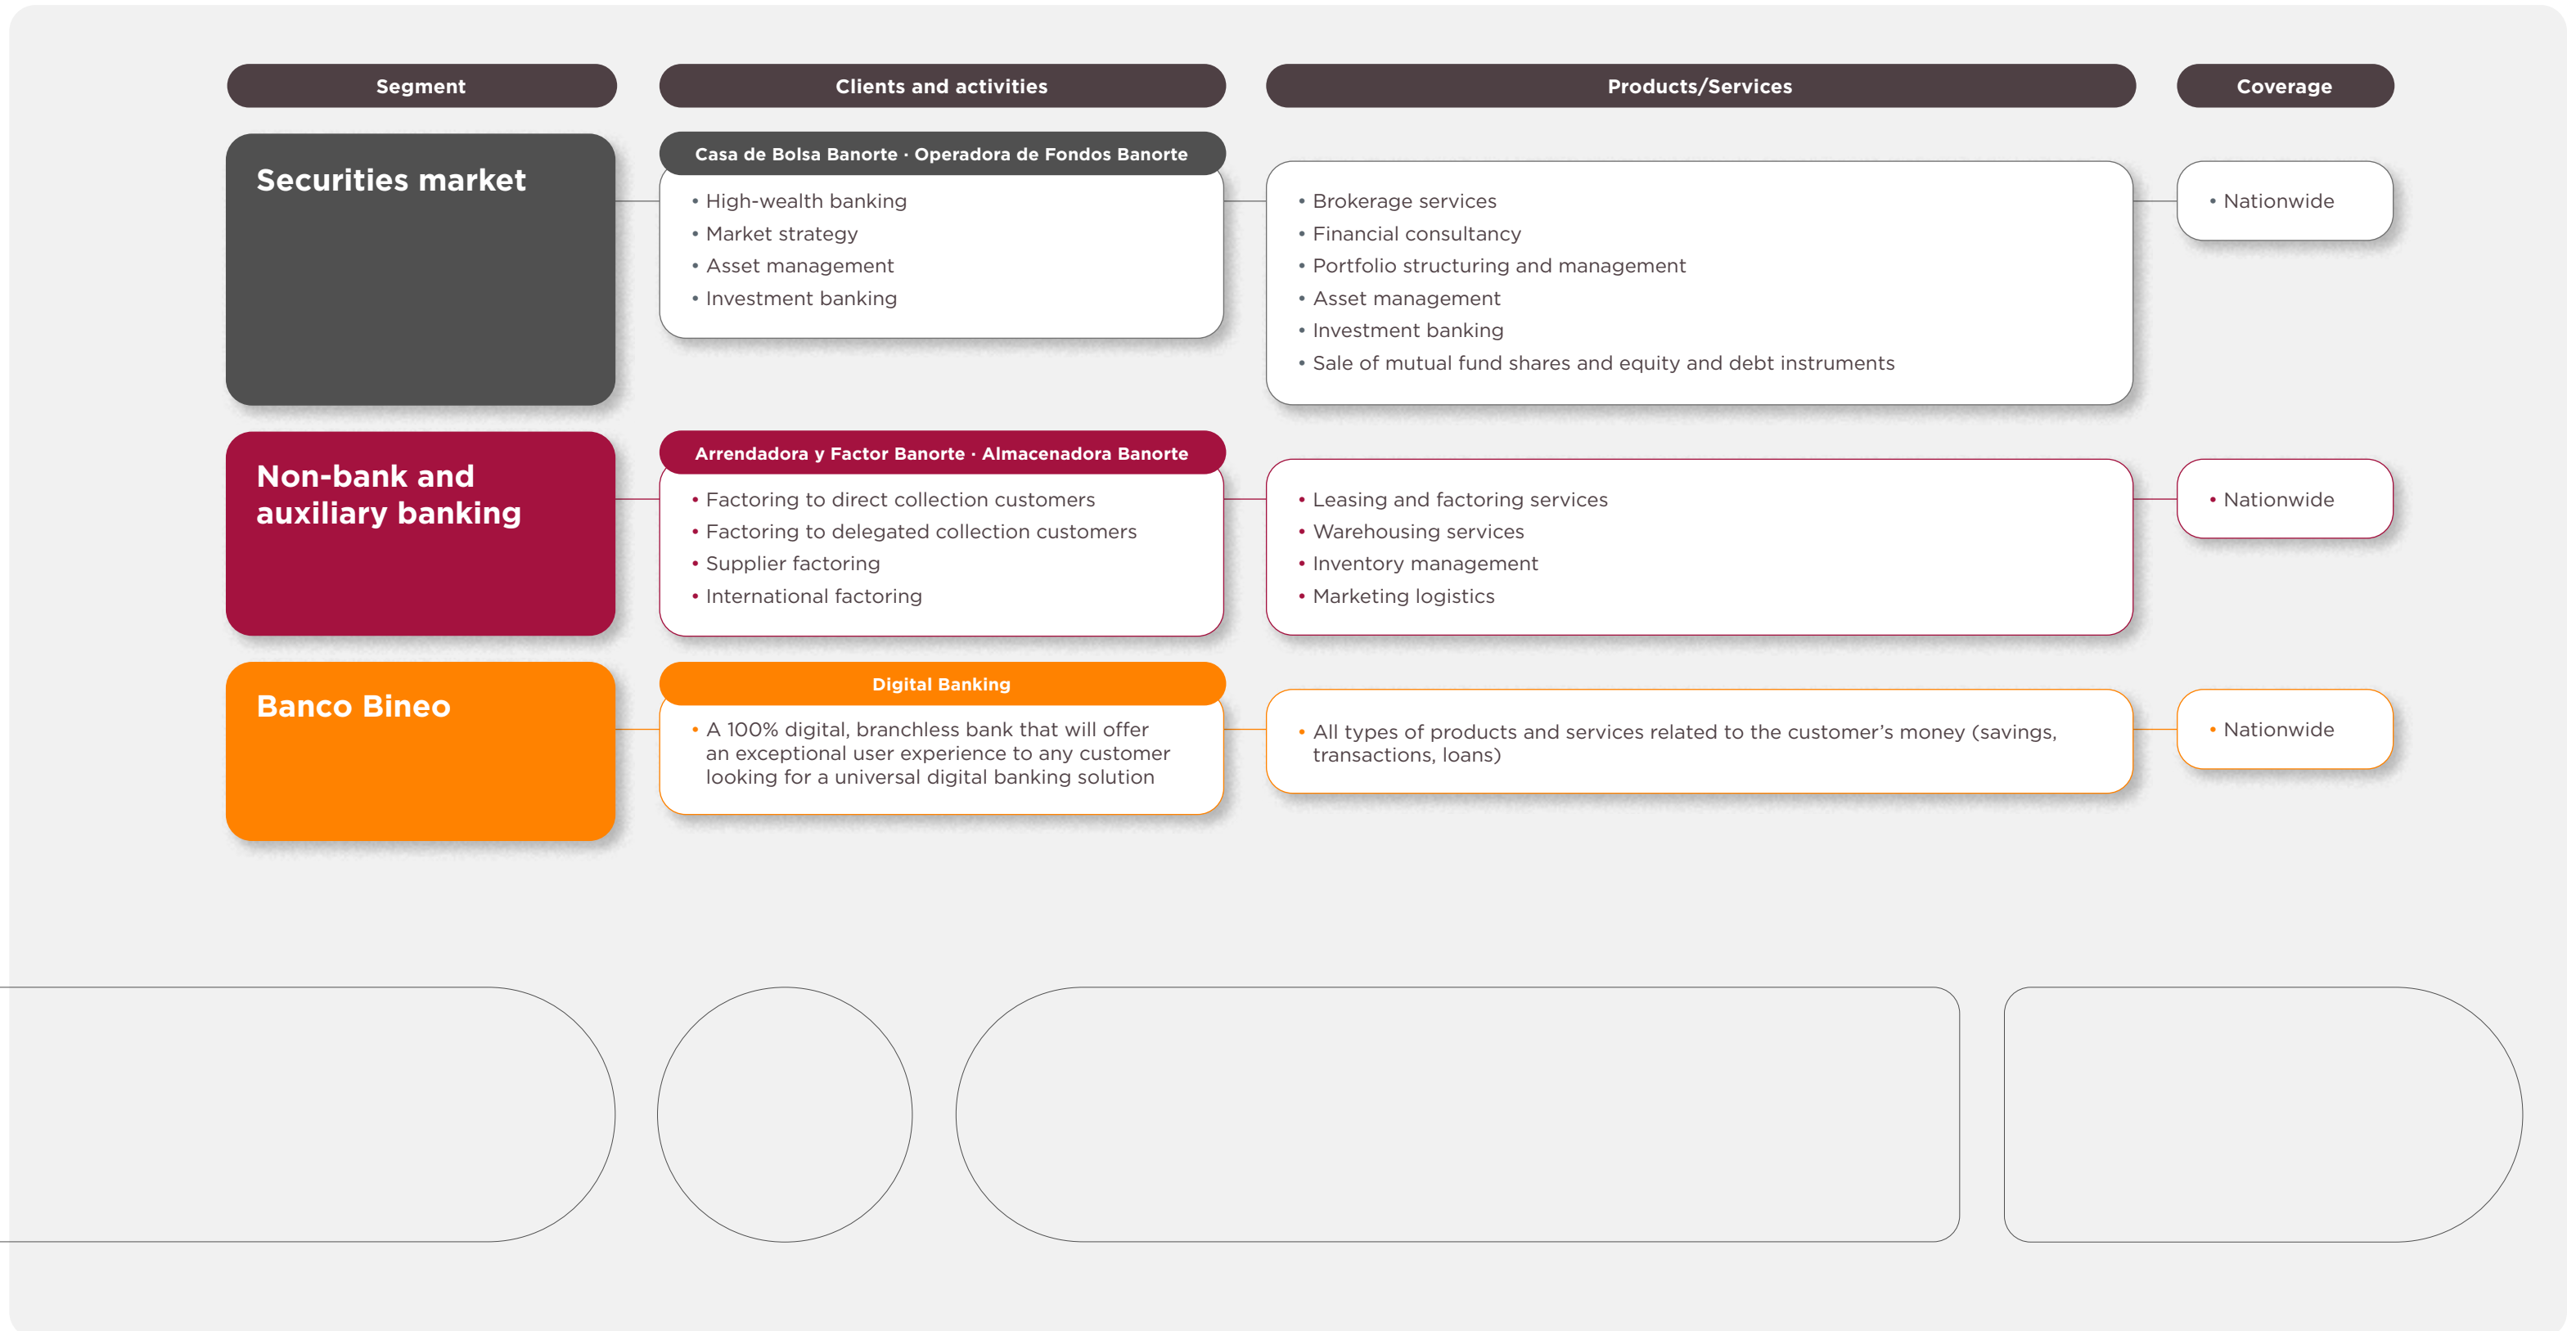 Segment
Clients and activities
Products/Services
Coverage
Securities market
Casa de Bolsa Banorte · Operadora de Fondos Banorte
• High-wealth banking
• Market strategy
• Asset management
• Investment banking
• Brokerage services
• Financial consultancy
• Portfolio structuring and management
• Asset management
• Investment banking
• Sale of mutual fund shares and equity and debt instruments
• Nationwide
Non-bank and
auxiliary banking
Arrendadora y Factor Banorte · Almacenadora Banorte
• Factoring to direct collection customers
• Factoring to delegated collection customers
• Supplier factoring
• International factoring
• Leasing and factoring services
• Warehousing services
• Inventory management
• Marketing logistics
• Nationwide
Banco Bineo
Digital Banking
• A 100% digital, branchless bank that will offer
an exceptional user experience to any customer
looking for a universal digital banking solution
• All types of products and services related to the customer’s money (savings,
transactions, loans)
• Nationwide